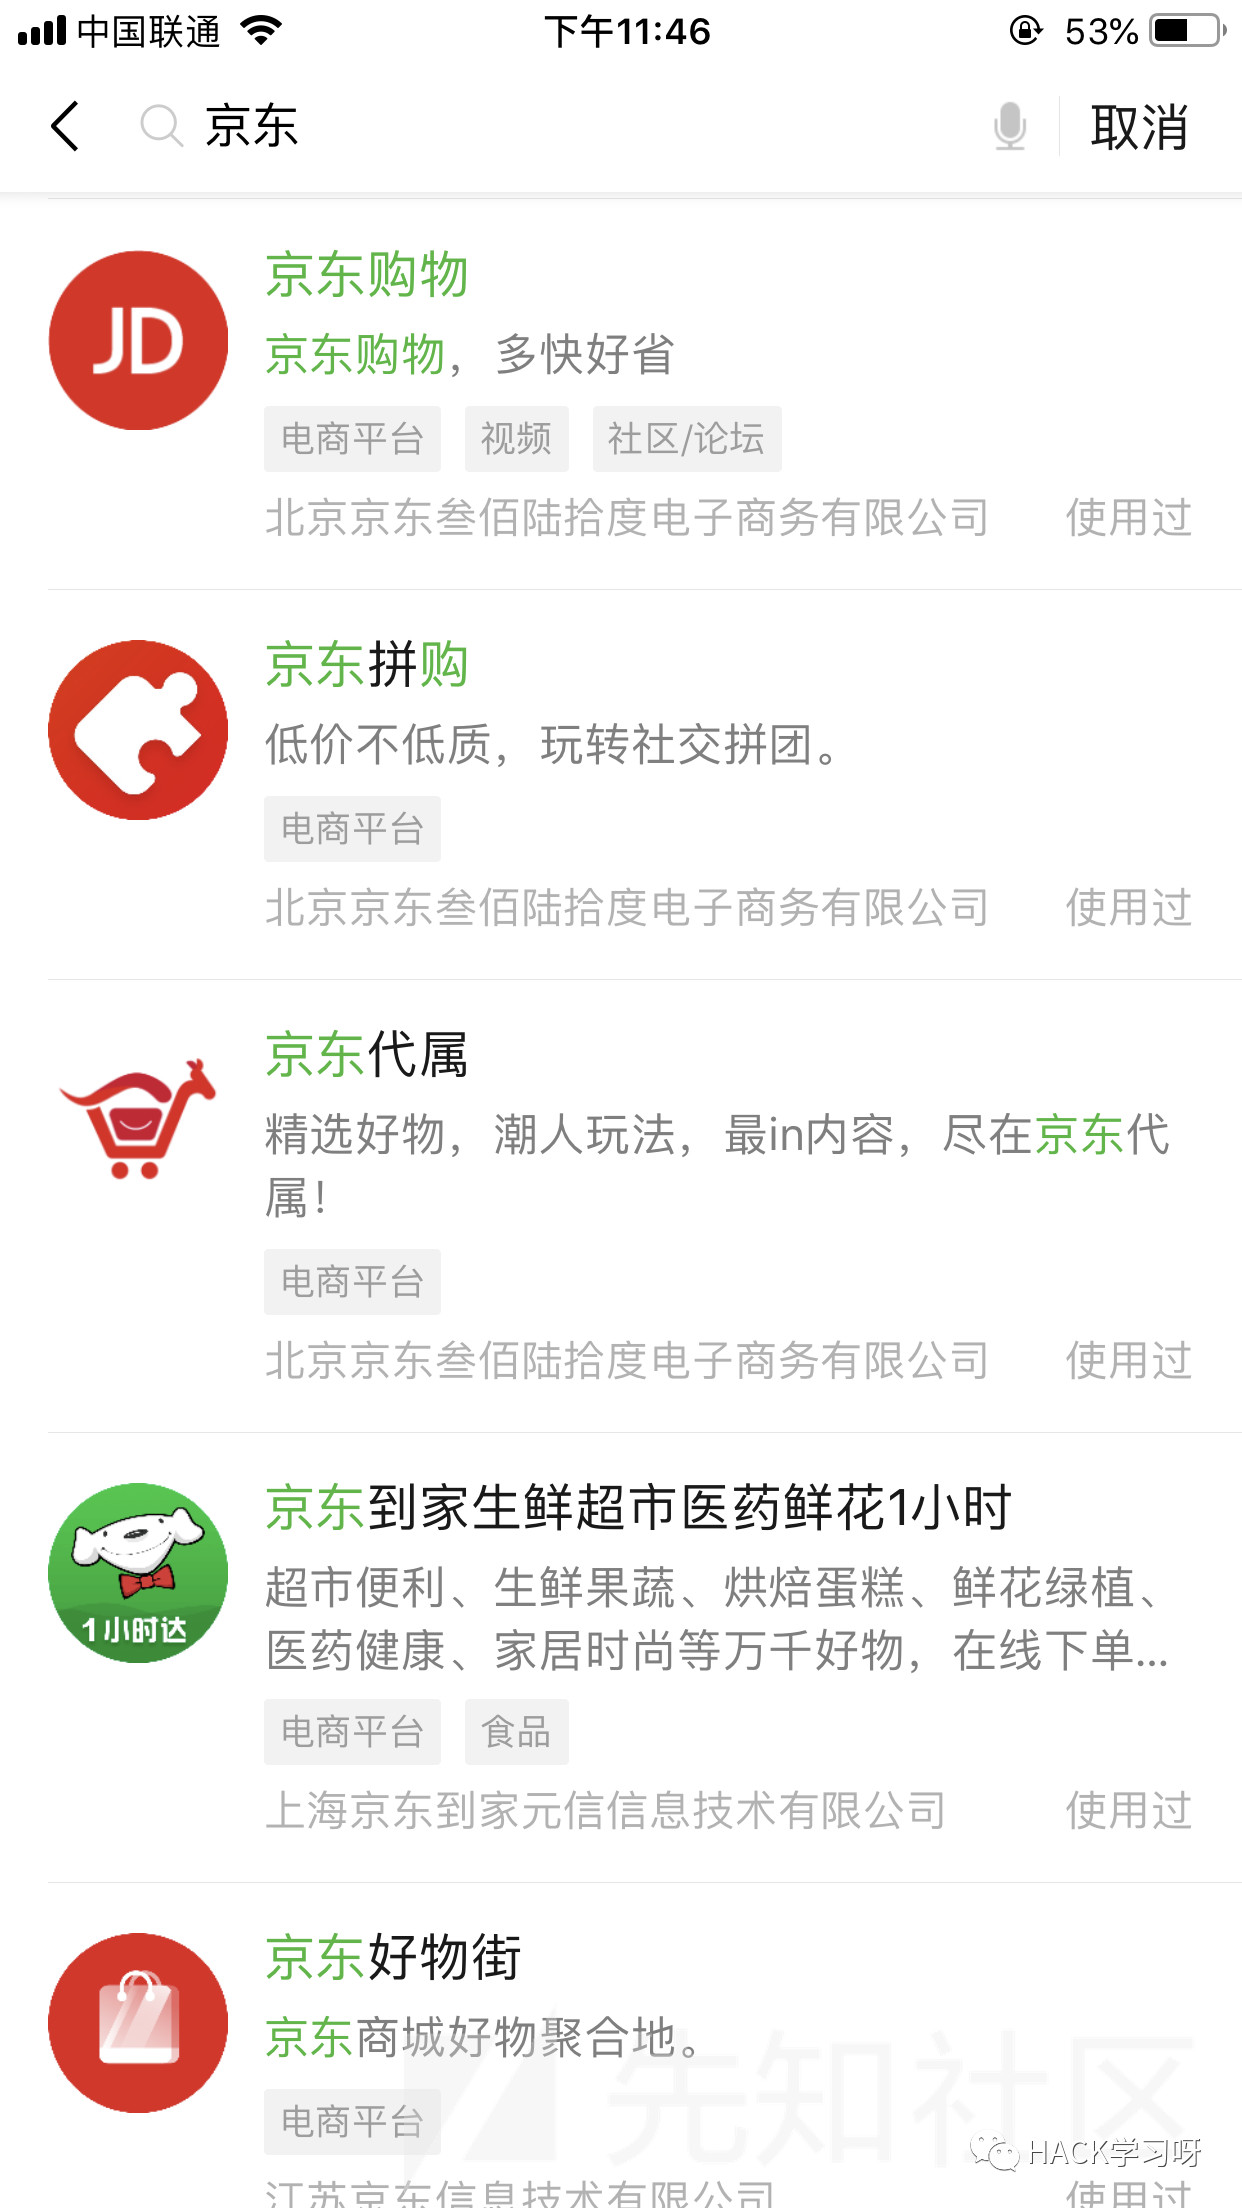 中国联通 下午11:46 53%
京东 取消
京东购物
JD
京东购物，多快好省
电商平台 视频 社区/论坛
北京京东叁佰陆拾度电子商务有限公司 使用过
京东拼购
低价不低质，玩转社交拼团。
电商平台
北京京东叁佰陆拾度电子商务有限公司 使用过
京东代属
精选好物，潮人玩法，最in内容，尽在京东代
属！
电商平台
北京京东叁佰陆拾度电子商务有限公司 使用过
京东到家生鲜超市医药鲜花1小时
超市便利、生鲜果蔬、烘焙蛋糕、鲜花绿植、
1小时达
医药健康、家居时尚等万千好物，在线下单...
电商平台 食品
上海京东到家元信信息技术有限公司 使用过
京东好物街
京东商城好物聚合地。
先知社区
电商平台
HACK学习呀
江苏京东信息技术有限公司 使用过